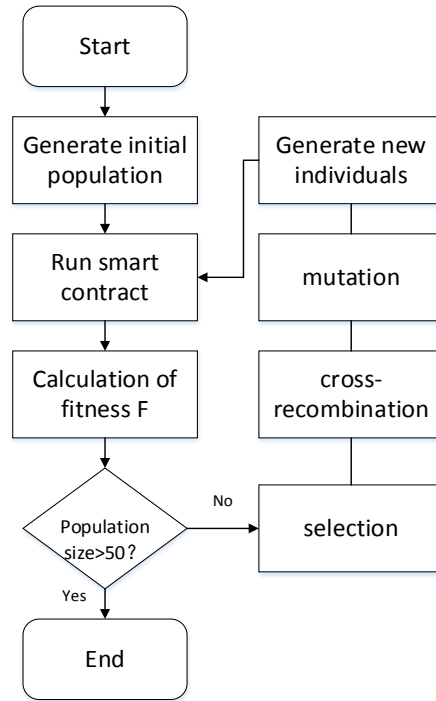 Start
Generate initial
population
Run smart
contract
Calculation of
fitness F
Population
size>50?
Yes
End
No
Generate new
individuals
mutation
cross-
recombination
selection